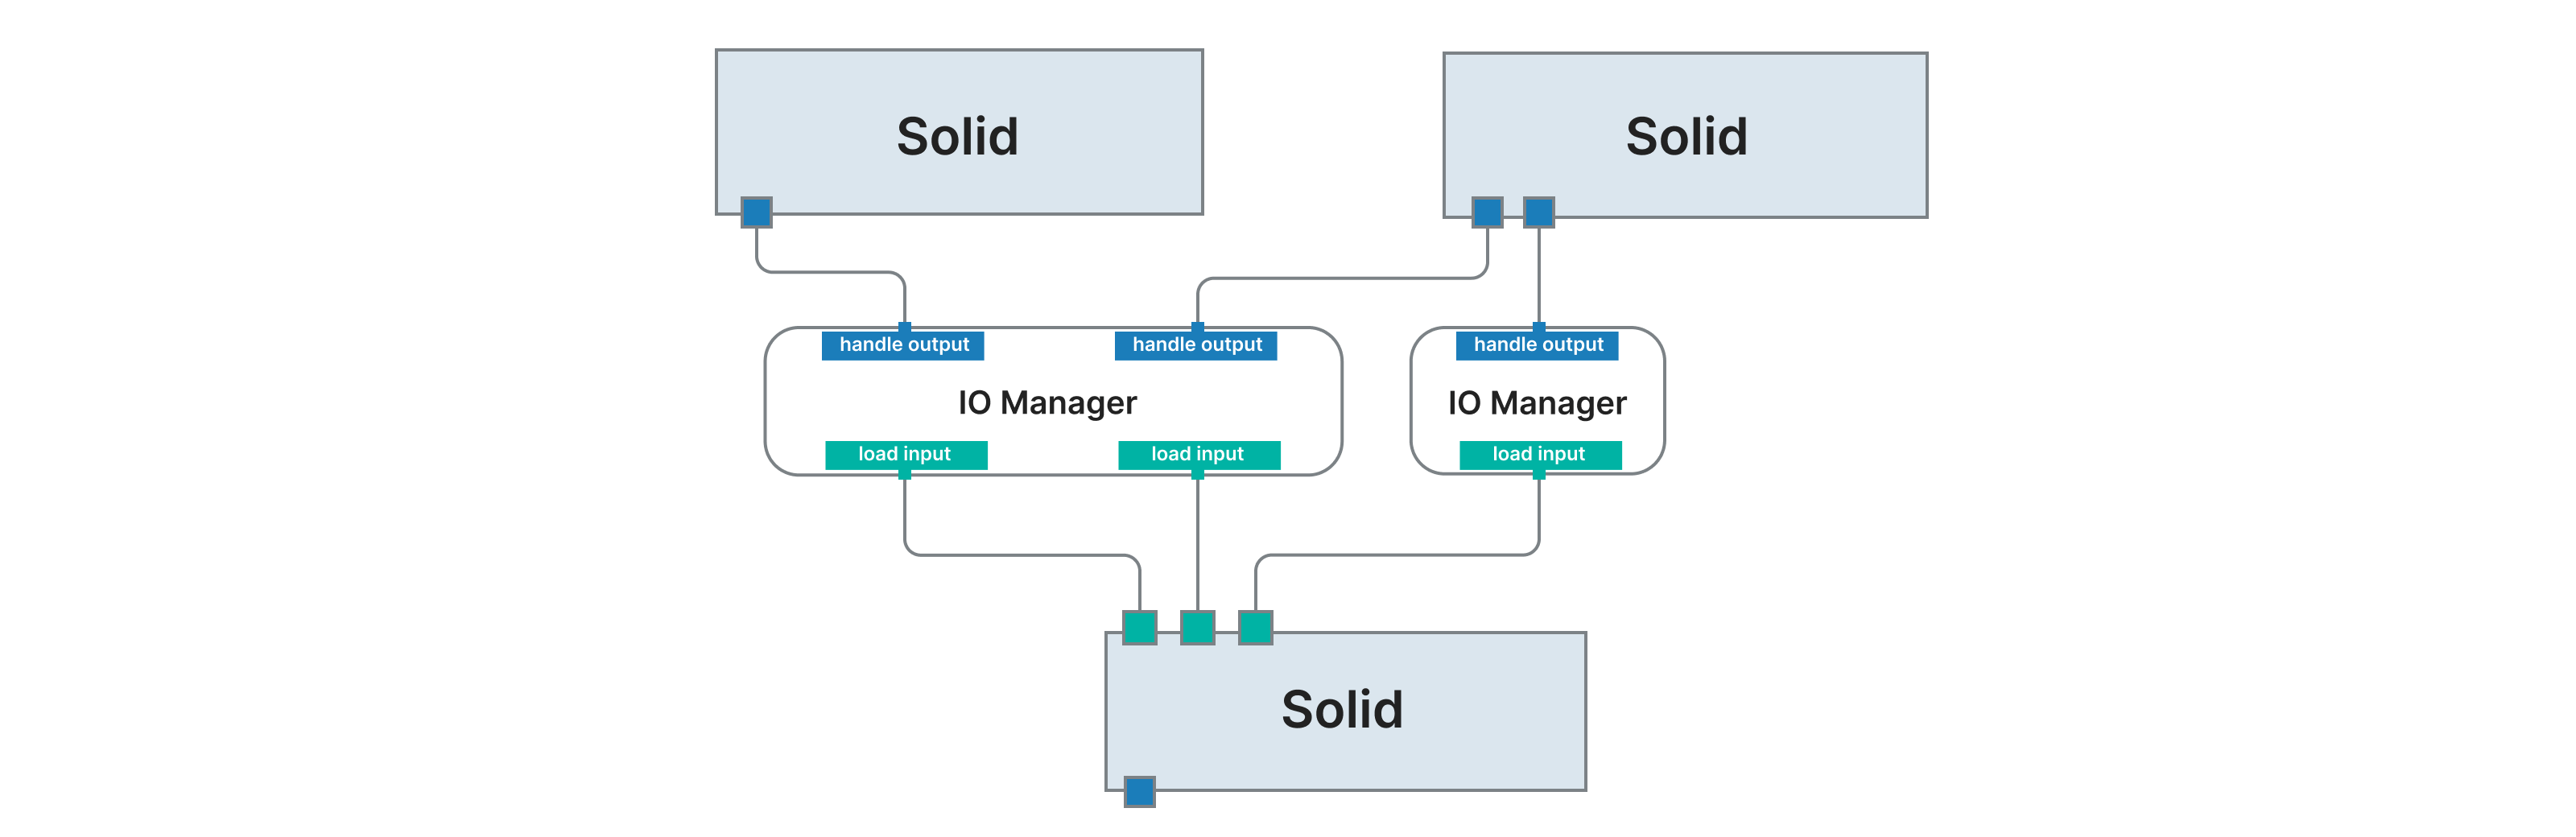 Solid
Solid
handle output
handle output
handle output
IO Manager
IO Manager
load input
load input
load input
Solid